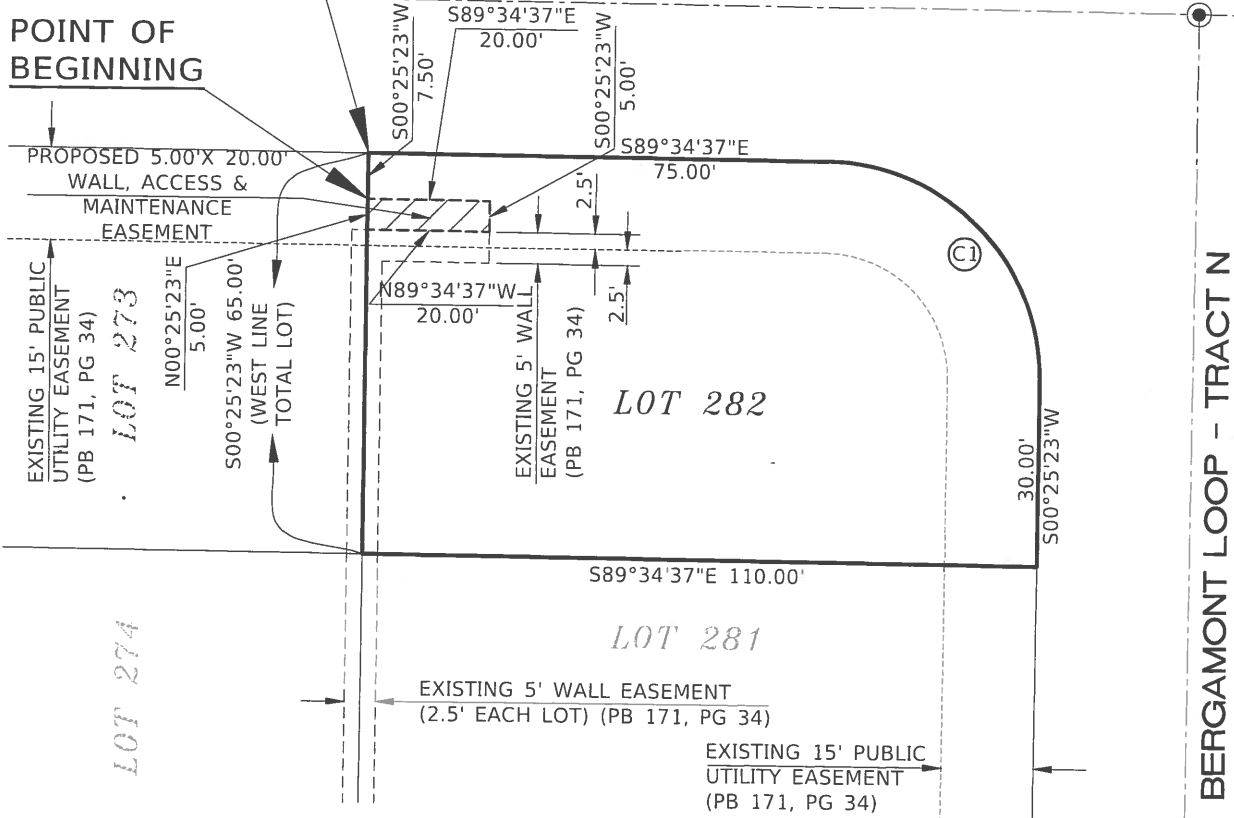 POINT OF
BEGINNING
S00°25'23"W
7.50'
S89°34'37"E
20.00'
S00°25'23"W
5.00'
S89°34'37"E
75.00'
PROPOSED 5.00'X 20.00'
WALL, ACCESS &
MAINTENANCE
EASEMENT
2.5'
2.5'
C1
EXISTING 15' PUBLIC
UTILITY EASEMENT
(PB 171, PG 34)
LOT 273
N00°25'23"E
5.00'
S00°25'23"W 65.00'
(WEST LINE
TOTAL LOT)
N89°34'37"W
20.00'
EXISTING 5' WALL
EASEMENT
(PB 171, PG 34)
LOT 282
30.00'
S00°25'23"W
BERGAMONT LOOP - TRACT N
S89°34'37"E 110.00'
LOT 274
LOT 281
EXISTING 5' WALL EASEMENT
(2.5' EACH LOT) (PB 171, PG 34)
EXISTING 15' PUBLIC
UTILITY EASEMENT
(PB 171, PG 34)